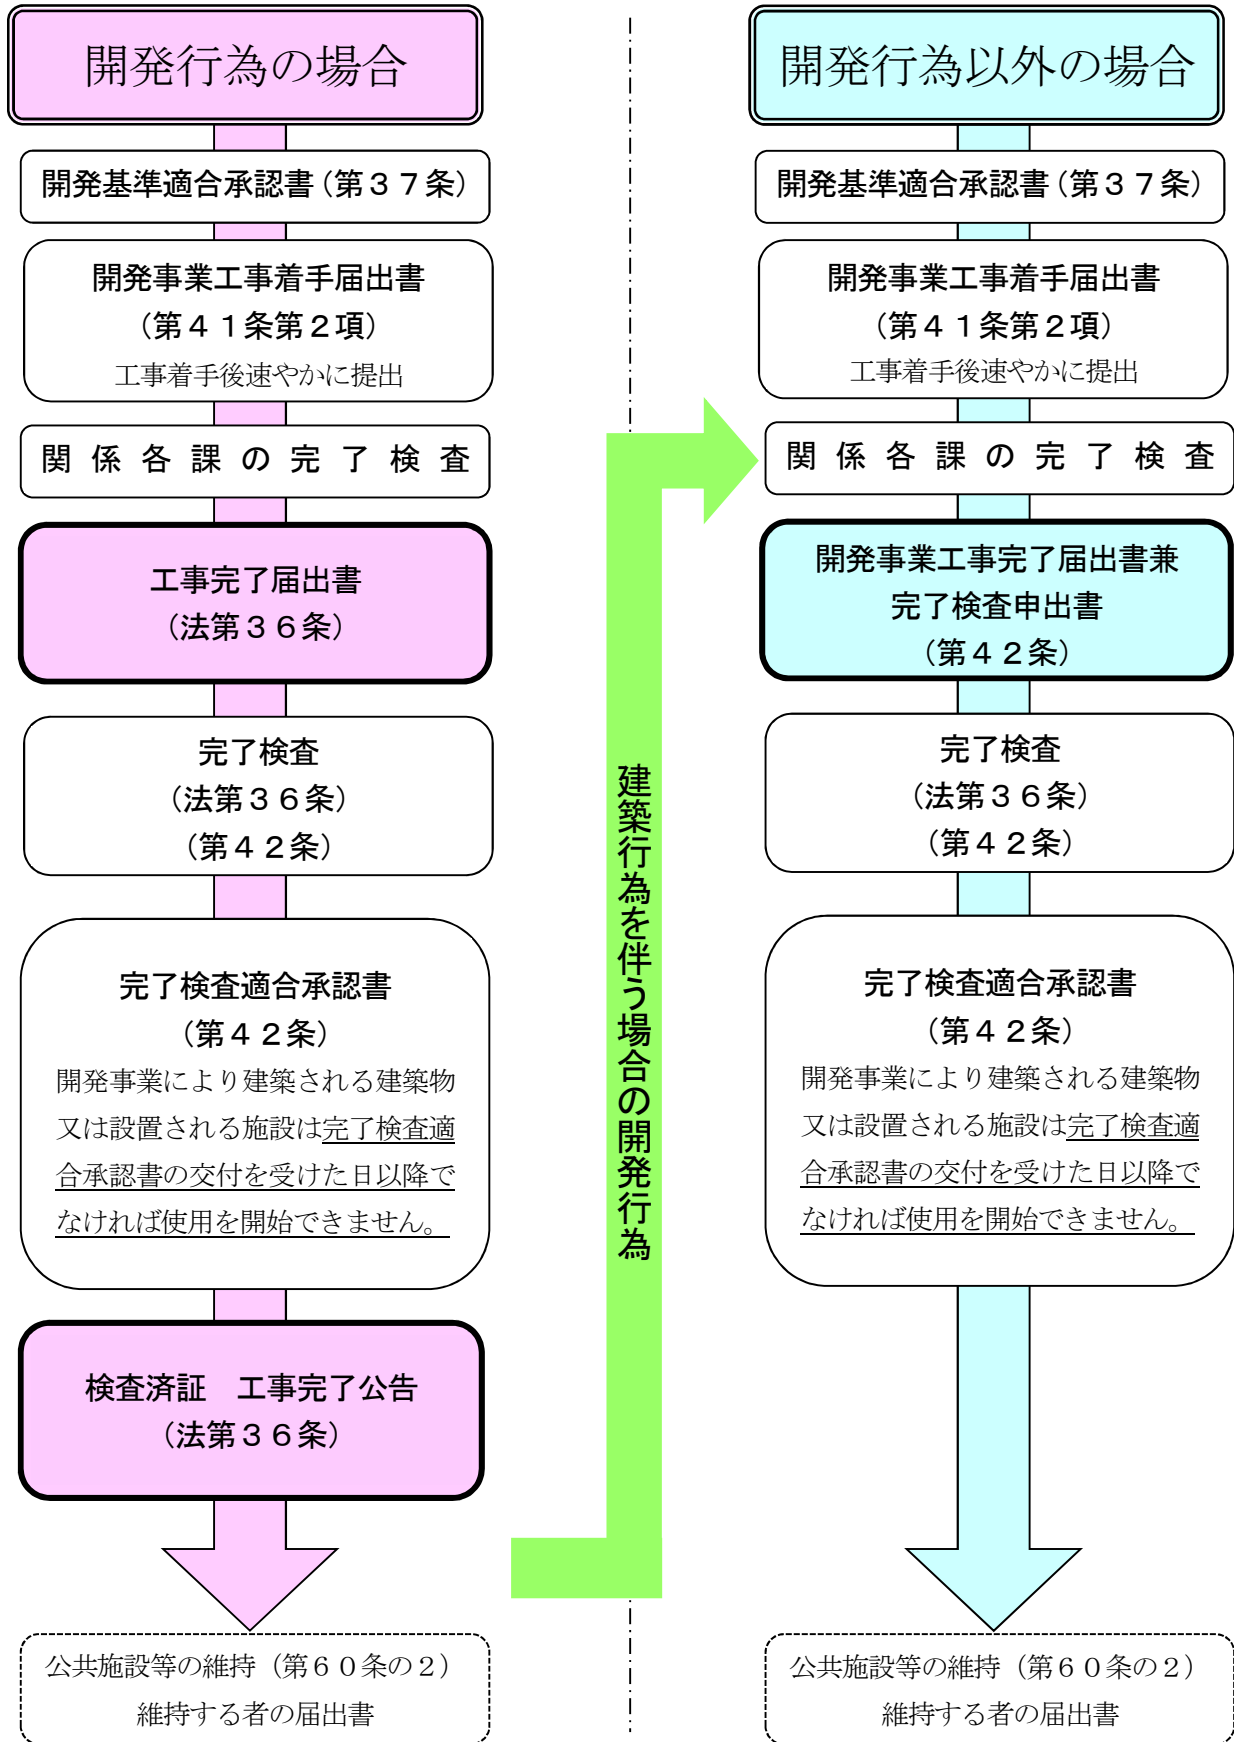 開発行為の場合
開発基準適合承認書（第３７条）
開発事業工事着手届出書
（第４１条第２項）
工事着手後速やかに提出
関係各課の完了検査
工事完了届出書
（法第３６条）
完了検査
（法第３６条）
（第４２条）
完了検査適合承認書
（第４２条）
開発事業により建築される建築物
又は設置される施設は完了検査適
合承認書の交付を受けた日以降で
なければ使用を開始できません。
検査済証　工事完了公告
（法第３６条）
公共施設等の維持（第６０条の２）
維持する者の届出書
建築行為を伴う場合の開発行為
開発行為以外の場合
開発基準適合承認書（第３７条）
開発事業工事着手届出書
（第４１条第２項）
工事着手後速やかに提出
関係各課の完了検査
開発事業工事完了届出書兼
完了検査申出書
（第４２条）
完了検査
（法第３６条）
（第４２条）
完了検査適合承認書
（第４２条）
開発事業により建築される建築物
又は設置される施設は完了検査適
合承認書の交付を受けた日以降で
なければ使用を開始できません。
公共施設等の維持（第６０条の２）
維持する者の届出書